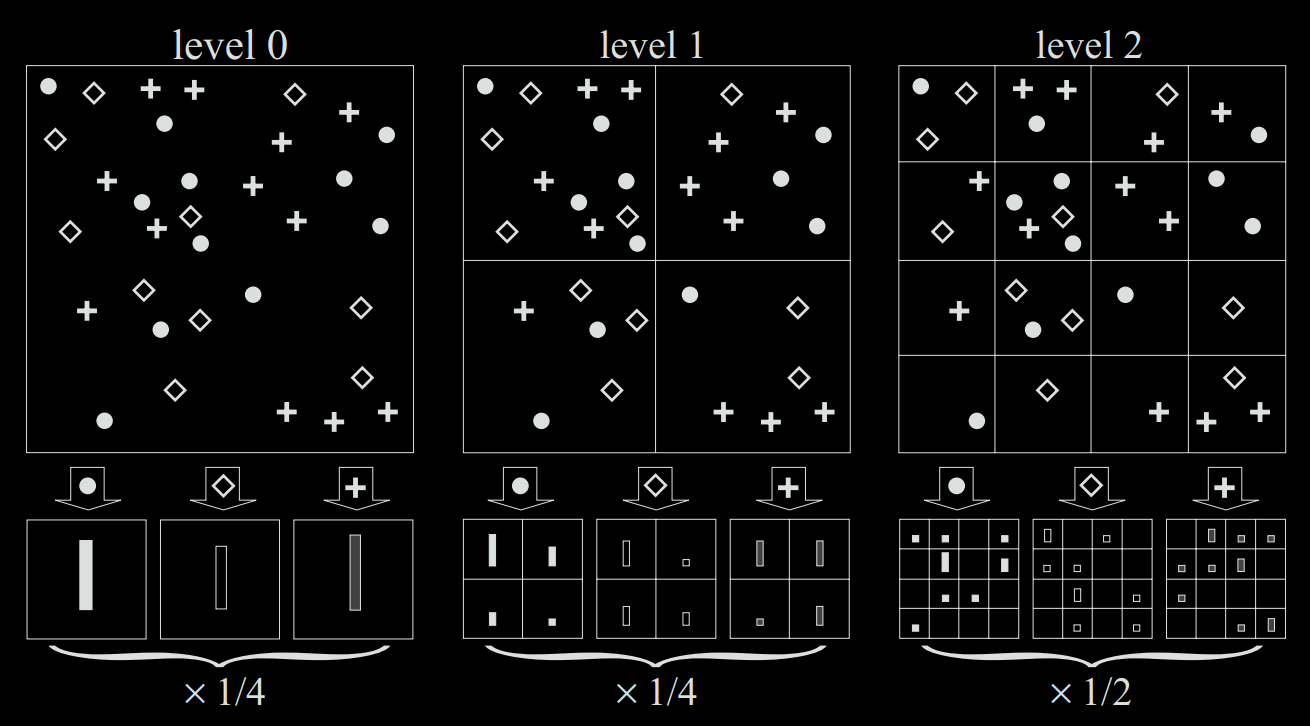 level 0
level 1
level 2
× 1/4
× 1/4
× 1/2